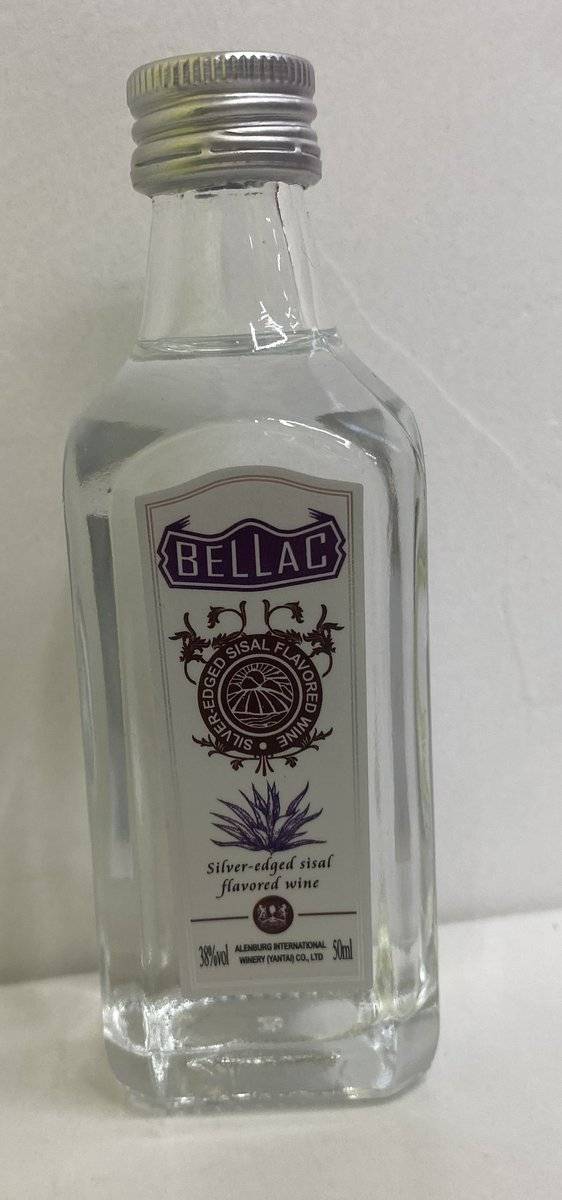 BELLAC
SILVER-EDGED SISAL FLAVORED WINE
Silver-edged sisal
flavored wine
38%vol ALENBURG INTERNATIONAL 50ml
WINERY (YANTAI) CO., LTD